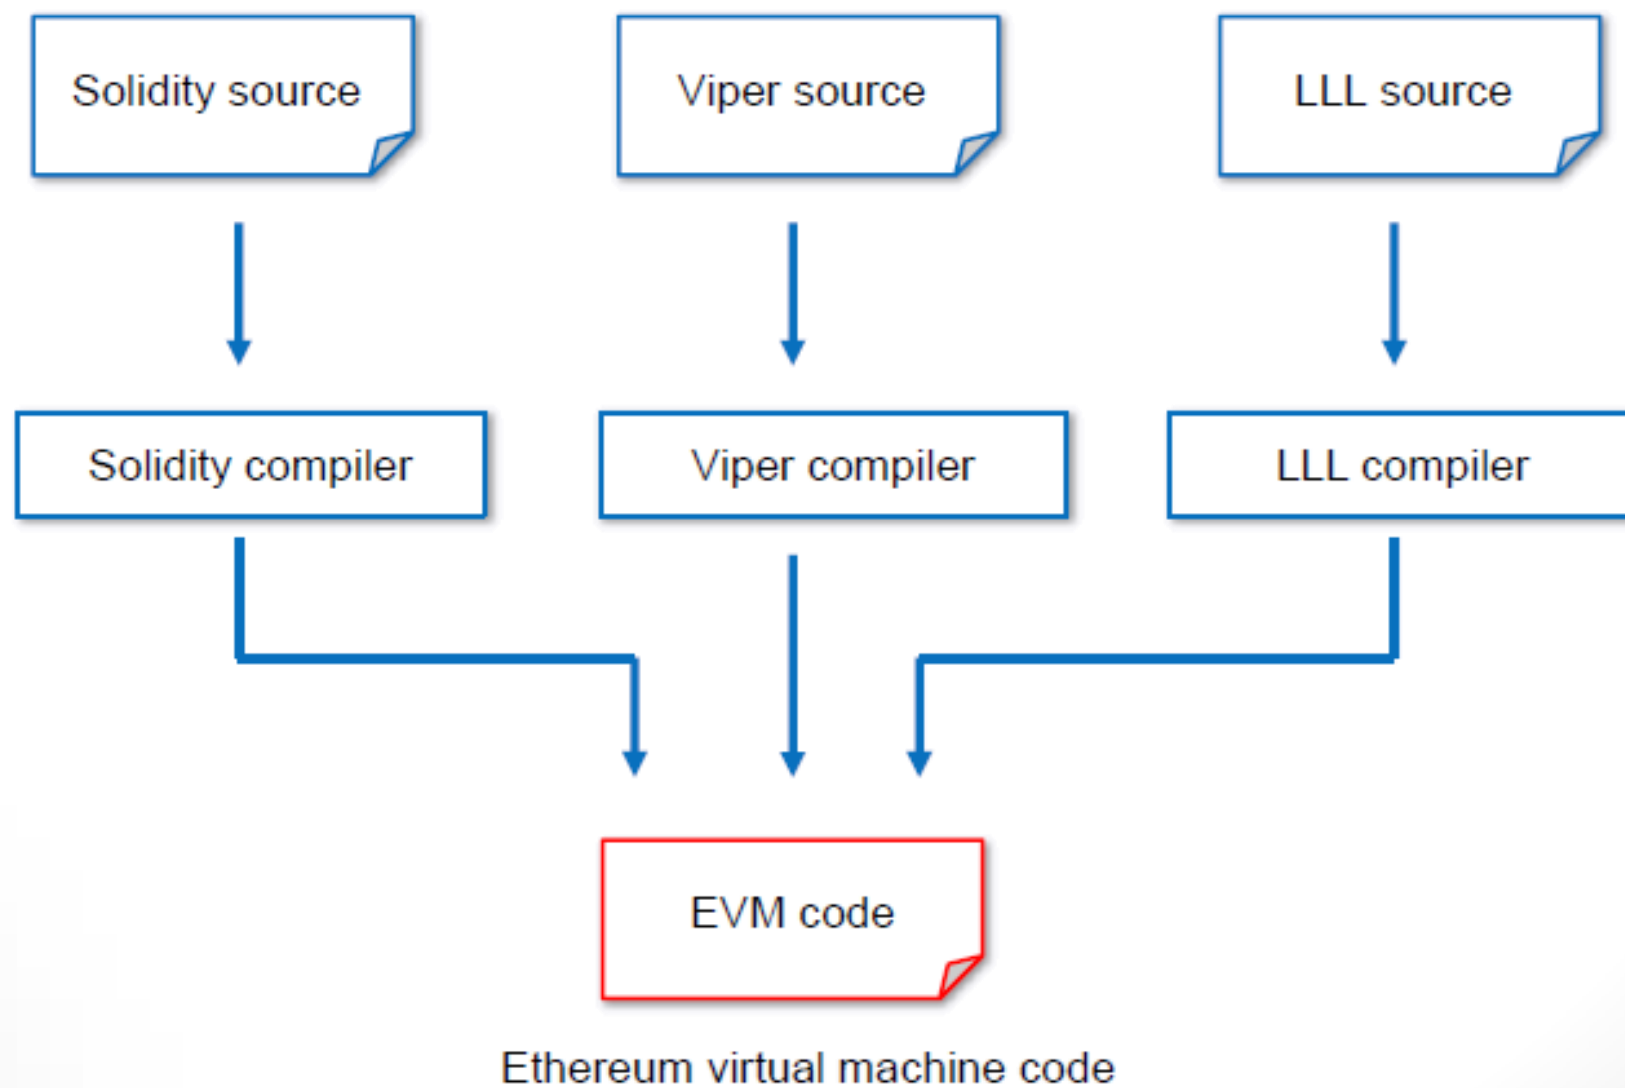 Solidity source
Viper source
LLL source
Solidity compiler
Viper compiler
LLL compiler
EVM code
Ethereum virtual machine code